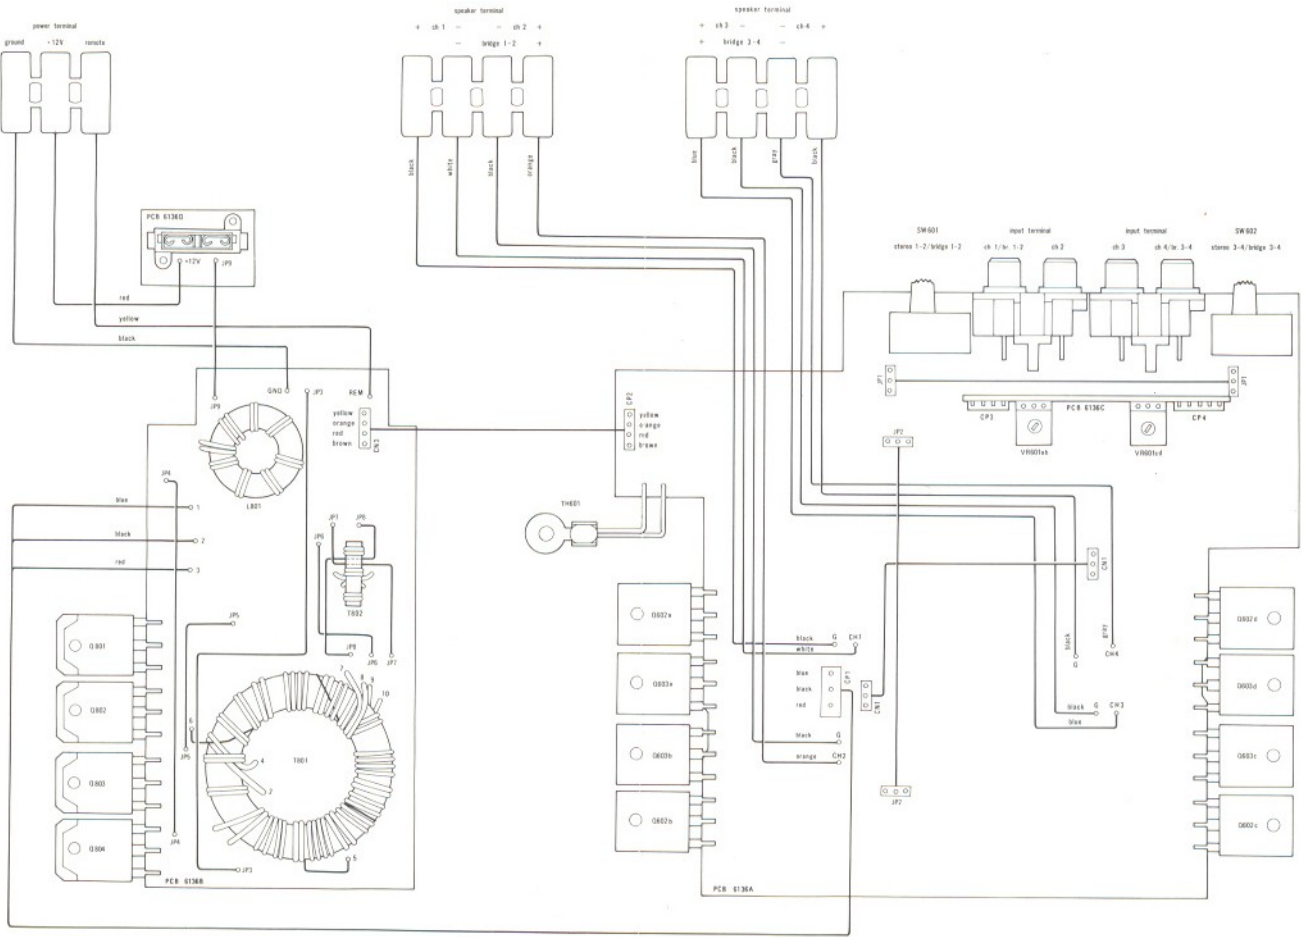 power terminal
ground +12V remote
speaker terminal
+ ch 1 - - ch 2 +
- bridge 1-2 +
speaker terminal
+ ch 3 - - ch 4 +
+ bridge 3-4 -
black
white
black
orange
blue
black
gray
black
PCB 6136D
+12V JP9
red
yellow
black
SW601
stereo 1-2/bridge 1-2
input terminal
ch 1/br. 1-2 ch 2
input terminal
ch 3 ch 4/br. 3-4
SW602
stereo 3-4/bridge 3-4
JP9
GND JP3 REM
yellow
orange
red
brown
CN2
CP2
yellow
orange
red
brown
L801
JP4
blue 1
black 2
red 3
JP7 JP8
JP6
T802
JP8 JP6 JP7
JP5
TH601
JP1
JP1
CP3
PCB 6136C
CP4
VR601ab
VR601cd
JP2
CN1
Q801
Q802
Q803
Q804
7
8
9
10
6
4
2
T801
JP5
JP4
JP3
5
PCB 6136B
Q602a
Q603a
Q603b
Q602b
black G CH1
white
blue
black
red
CP1
CN1
black G
orange CH2
black
G
gray
CH4
black G CH3
blue
JP2
Q602d
Q603d
Q603c
Q602c
PCB 6136A